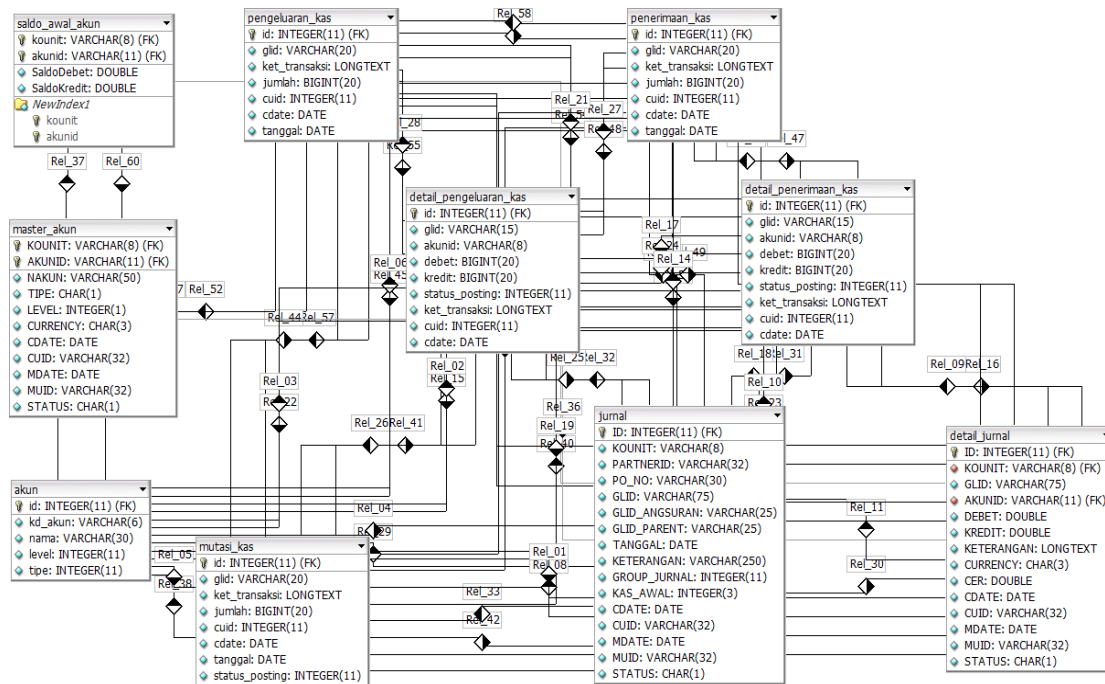 saldo_awal_akun
kounit: VARCHAR(8) (FK)
akunid: VARCHAR(11) (FK)
SaldoDebet: DOUBLE
SaldoKredit: DOUBLE
NewIndex1
kounit
akunid
pengeluaran_kas
id: INTEGER(11) (FK)
glid: VARCHAR(20)
ket_transaksi: LONGTEXT
jumlah: BIGINT(20)
cuid: INTEGER(11)
cdate: DATE
tanggal: DATE
Rel_58
penerimaan_kas
id: INTEGER(11) (FK)
glid: VARCHAR(20)
ket_transaksi: LONGTEXT
jumlah: BIGINT(20)
cuid: INTEGER(11)
cdate: DATE
tanggal: DATE
Rel_21
Rel_27
Rel_28
Rel_47
Rel_37
Rel_60
detail_pengeluaran_kas
id: INTEGER(11) (FK)
glid: VARCHAR(15)
akunid: VARCHAR(8)
debet: BIGINT(20)
kredit: BIGINT(20)
status_posting: INTEGER(11)
ket_transaksi: LONGTEXT
cuid: INTEGER(11)
cdate: DATE
detail_penerimaan_kas
id: INTEGER(11) (FK)
glid: VARCHAR(15)
akunid: VARCHAR(8)
debet: BIGINT(20)
kredit: BIGINT(20)
status_posting: INTEGER(11)
ket_transaksi: LONGTEXT
cuid: INTEGER(11)
cdate: DATE
Rel_17
Rel_14
master_akun
KOUNIT: VARCHAR(8) (FK)
AKUNID: VARCHAR(11) (FK)
NAKUN: VARCHAR(50)
TIPE: CHAR(1)
LEVEL: INTEGER(1)
CURRENCY: CHAR(3)
CDATE: DATE
CUID: VARCHAR(32)
MDATE: DATE
MUID: VARCHAR(32)
STATUS: CHAR(1)
Rel_52
Rel_06
Rel_45
Rel_44
Rel_57
Rel_02
Rel_15
Rel_03
Rel_22
Rel_26
Rel_41
Rel_25
Rel_32
Rel_36
Rel_19
Rel_18
Rel_31
Rel_10
Rel_23
Rel_09
Rel_16
jurnal
ID: INTEGER(11) (FK)
KOUNIT: VARCHAR(8)
PARTNERID: VARCHAR(32)
PO_NO: VARCHAR(30)
GLID: VARCHAR(75)
GLID_ANGSURAN: VARCHAR(25)
GLID_PARENT: VARCHAR(25)
TANGGAL: DATE
KETERANGAN: VARCHAR(250)
GROUP_JURNAL: INTEGER(11)
KAS_AWAL: INTEGER(3)
CDATE: DATE
CUID: VARCHAR(32)
MDATE: DATE
MUID: VARCHAR(32)
STATUS: CHAR(1)
detail_jurnal
ID: INTEGER(11) (FK)
KOUNIT: VARCHAR(8) (FK)
GLID: VARCHAR(75)
AKUNID: VARCHAR(11) (FK)
DEBET: DOUBLE
KREDIT: DOUBLE
KETERANGAN: LONGTEXT
CURRENCY: CHAR(3)
CER: DOUBLE
CDATE: DATE
CUID: VARCHAR(32)
MDATE: DATE
MUID: VARCHAR(32)
STATUS: CHAR(1)
Rel_11
Rel_30
akun
id: INTEGER(11) (FK)
kd_akun: VARCHAR(6)
nama: VARCHAR(30)
level: INTEGER(11)
tipe: INTEGER(11)
Rel_04
Rel_05
Rel_38
Rel_01
Rel_08
Rel_33
Rel_42
mutasi_kas
id: INTEGER(11) (FK)
glid: VARCHAR(20)
ket_transaksi: LONGTEXT
jumlah: BIGINT(20)
cuid: INTEGER(11)
cdate: DATE
tanggal: DATE
status_posting: INTEGER(11)